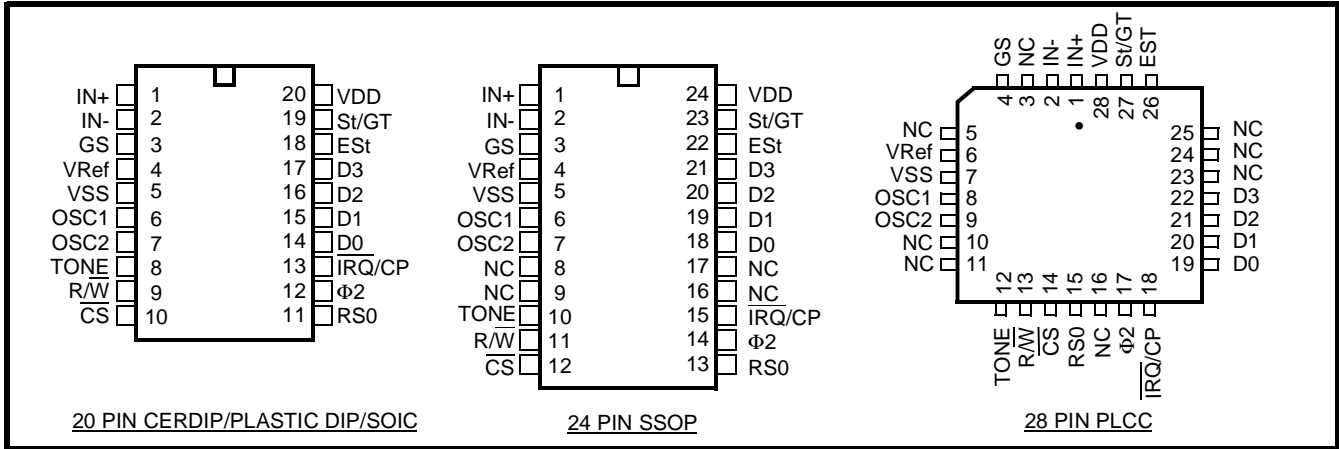 IN+ 1 20 VDD
IN- 2 19 St/GT
GS 3 18 ESt
VRef 4 17 D3
VSS 5 16 D2
OSC1 6 15 D1
OSC2 7 14 D0
TONE 8 13 IRQ/CP
R/W 9 12 Φ2
CS 10 11 RS0
20 PIN CERDIP/PLASTIC DIP/SOIC
IN+ 1 24 VDD
IN- 2 23 St/GT
GS 3 22 ESt
VRef 4 21 D3
VSS 5 20 D2
OSC1 6 19 D1
OSC2 7 18 D0
NC 8 17 NC
NC 9 16 NC
TONE 10 15 IRQ/CP
R/W 11 14 Φ2
CS 12 13 RS0
24 PIN SSOP
GS NC IN- IN+ VDD St/GT EST
4 3 2 1 28 27 26
NC 5 25 NC
VRef 6 24 NC
VSS 7 23 NC
OSC1 8 22 D3
OSC2 9 21 D2
NC 10 20 D1
NC 11 19 D0
12 13 14 15 16 17 18
TONE R/W CS RS0 NC Φ2 IRQ/CP
28 PIN PLCC